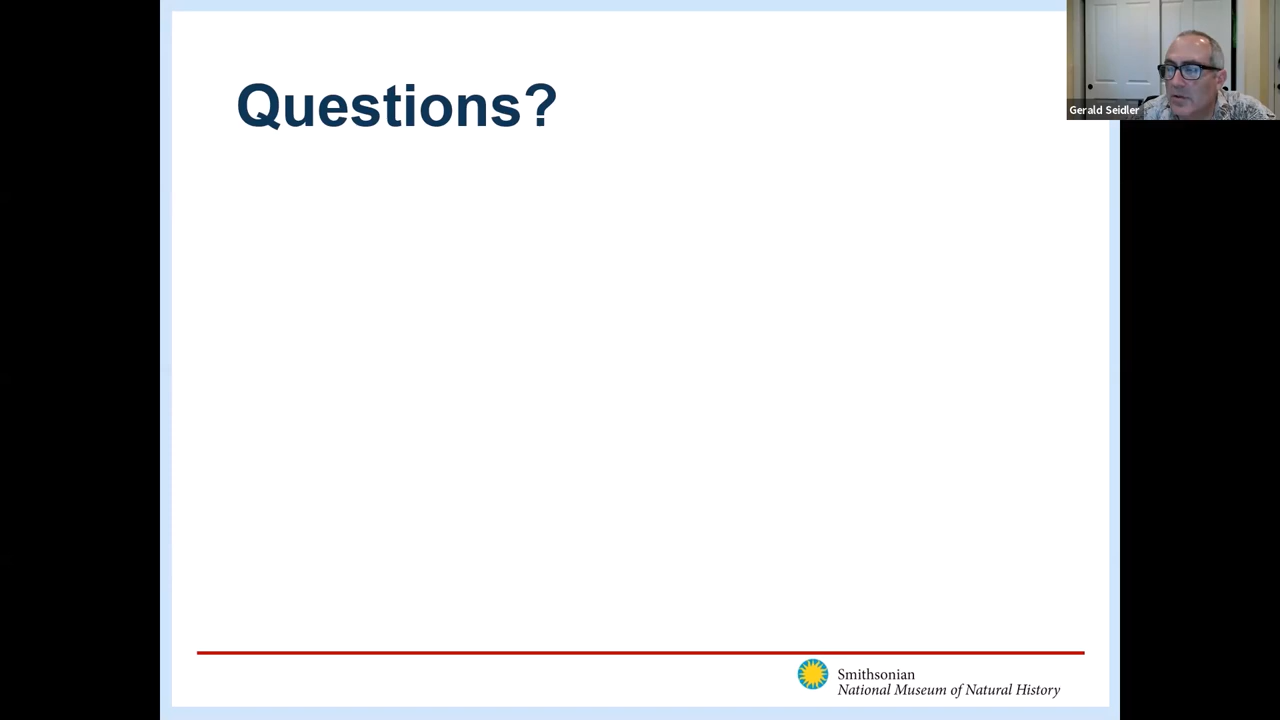 Questions?
Gerald Seidler
Smithsonian
National Museum of Natural History